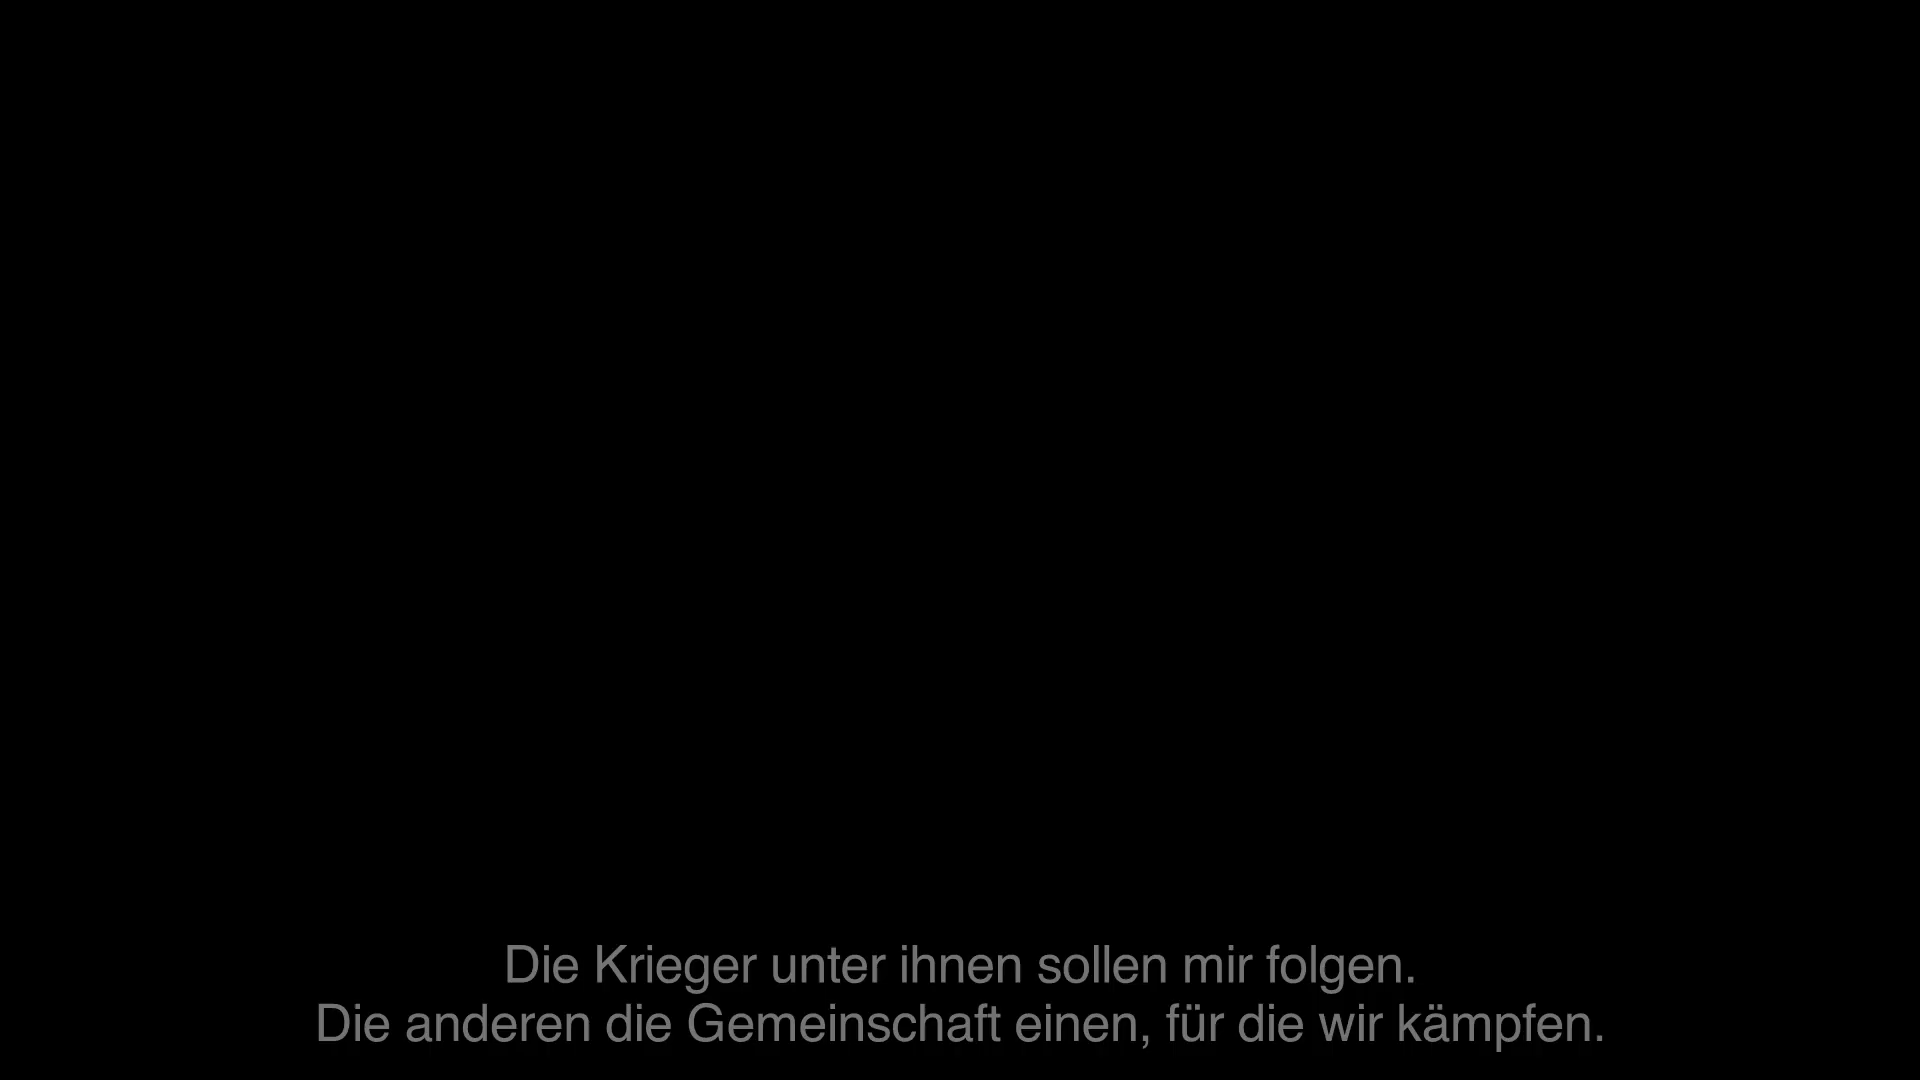 Die Krieger unter ihnen sollen mir folgen.
Die anderen die Gemeinschaft einen, für die wir kämpfen.